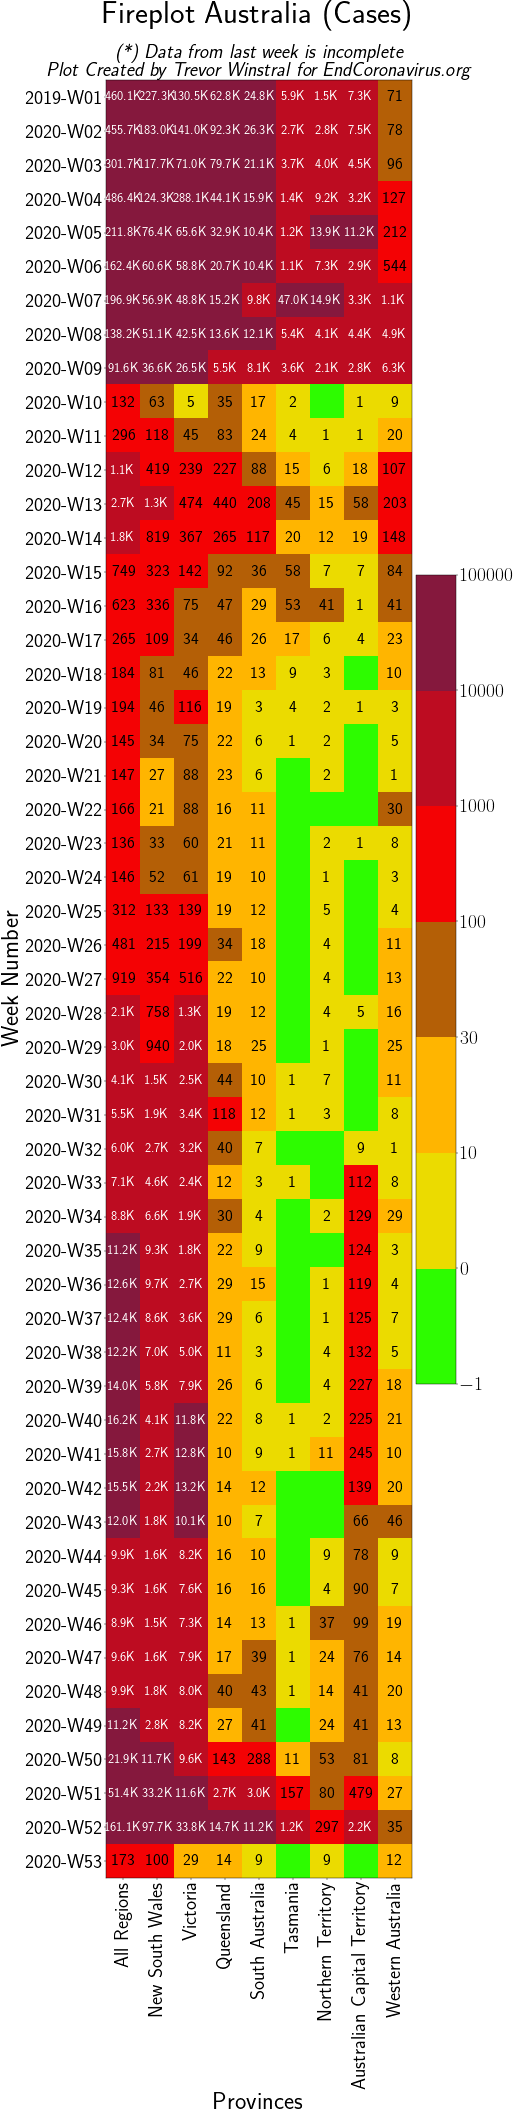 Fireplot Australia (Cases)
(*) Data from last week is incomplete
Plot Created by Trevor Winstral for EndCoronavirus.org
2019-W01 460.1K 227.3K 130.5K 62.8K 24.8K 5.9K 1.5K 7.3K 71
2020-W02 455.7K 183.0K 141.0K 92.3K 26.3K 2.7K 2.8K 7.5K 78
2020-W03 301.7K 117.7K 71.0K 79.7K 21.1K 3.7K 4.0K 4.5K 96
2020-W04 486.4K 124.3K 288.1K 44.1K 15.9K 1.4K 9.2K 3.2K 127
2020-W05 211.8K 76.4K 65.6K 32.9K 10.4K 1.2K 13.9K 11.2K 212
2020-W06 162.4K 60.6K 58.8K 20.7K 10.4K 1.1K 7.3K 2.9K 544
2020-W07 196.9K 56.9K 48.8K 15.2K 9.8K 47.0K 14.9K 3.3K 1.1K
2020-W08 138.2K 51.1K 42.5K 13.6K 12.1K 5.4K 4.1K 4.4K 4.9K
2020-W09 91.6K 36.6K 26.5K 5.5K 8.1K 3.6K 2.1K 2.8K 6.3K
2020-W10 132 63 5 35 17 2 1 9
2020-W11 296 118 45 83 24 4 1 1 20
2020-W12 1.1K 419 239 227 88 15 6 18 107
2020-W13 2.7K 1.3K 474 440 208 45 15 58 203
2020-W14 1.8K 819 367 265 117 20 12 19 148
2020-W15 749 323 142 92 36 58 7 7 84
2020-W16 623 336 75 47 29 53 41 1 41
2020-W17 265 109 34 46 26 17 6 4 23
2020-W18 184 81 46 22 13 9 3 10
2020-W19 194 46 116 19 3 4 2 1 3
2020-W20 145 34 75 22 6 1 2 5
2020-W21 147 27 88 23 6 2 1
2020-W22 166 21 88 16 11 30
2020-W23 136 33 60 21 11 2 1 8
2020-W24 146 52 61 19 10 1 3
2020-W25 312 133 139 19 12 5 4
2020-W26 481 215 199 34 18 4 11
2020-W27 919 354 516 22 10 4 13
2020-W28 2.1K 758 1.3K 19 12 4 5 16
2020-W29 3.0K 940 2.0K 18 25 1 25
2020-W30 4.1K 1.5K 2.5K 44 10 1 7 11
2020-W31 5.5K 1.9K 3.4K 118 12 1 3 8
2020-W32 6.0K 2.7K 3.2K 40 7 9 1
2020-W33 7.1K 4.6K 2.4K 12 3 1 112 8
2020-W34 8.8K 6.6K 1.9K 30 4 2 129 29
2020-W35 11.2K 9.3K 1.8K 22 9 124 3
2020-W36 12.6K 9.7K 2.7K 29 15 1 119 4
2020-W37 12.4K 8.6K 3.6K 29 6 1 125 7
2020-W38 12.2K 7.0K 5.0K 11 3 4 132 5
2020-W39 14.0K 5.8K 7.9K 26 6 4 227 18
2020-W40 16.2K 4.1K 11.8K 22 8 1 2 225 21
2020-W41 15.8K 2.7K 12.8K 10 9 1 11 245 10
2020-W42 15.5K 2.2K 13.2K 14 12 139 20
2020-W43 12.0K 1.8K 10.1K 10 7 66 46
2020-W44 9.9K 1.6K 8.2K 16 10 9 78 9
2020-W45 9.3K 1.6K 7.6K 16 16 4 90 7
2020-W46 8.9K 1.5K 7.3K 14 13 1 37 99 19
2020-W47 9.6K 1.6K 7.9K 17 39 1 24 76 14
2020-W48 9.9K 1.8K 8.0K 40 43 1 14 41 20
2020-W49 11.2K 2.8K 8.2K 27 41 24 41 13
2020-W50 21.9K 11.7K 9.6K 143 288 11 53 81 8
2020-W51 51.4K 33.2K 11.6K 2.7K 3.0K 157 80 479 27
2020-W52 161.1K 97.7K 33.8K 14.7K 11.2K 1.2K 297 2.2K 35
2020-W53 173 100 29 14 9 9 12
Week Number
100000
10000
1000
100
30
10
0
−1
All Regions
New South Wales
Victoria
Queensland
South Australia
Tasmania
Northern Territory
Australian Capital Territory
Western Australia
Provinces